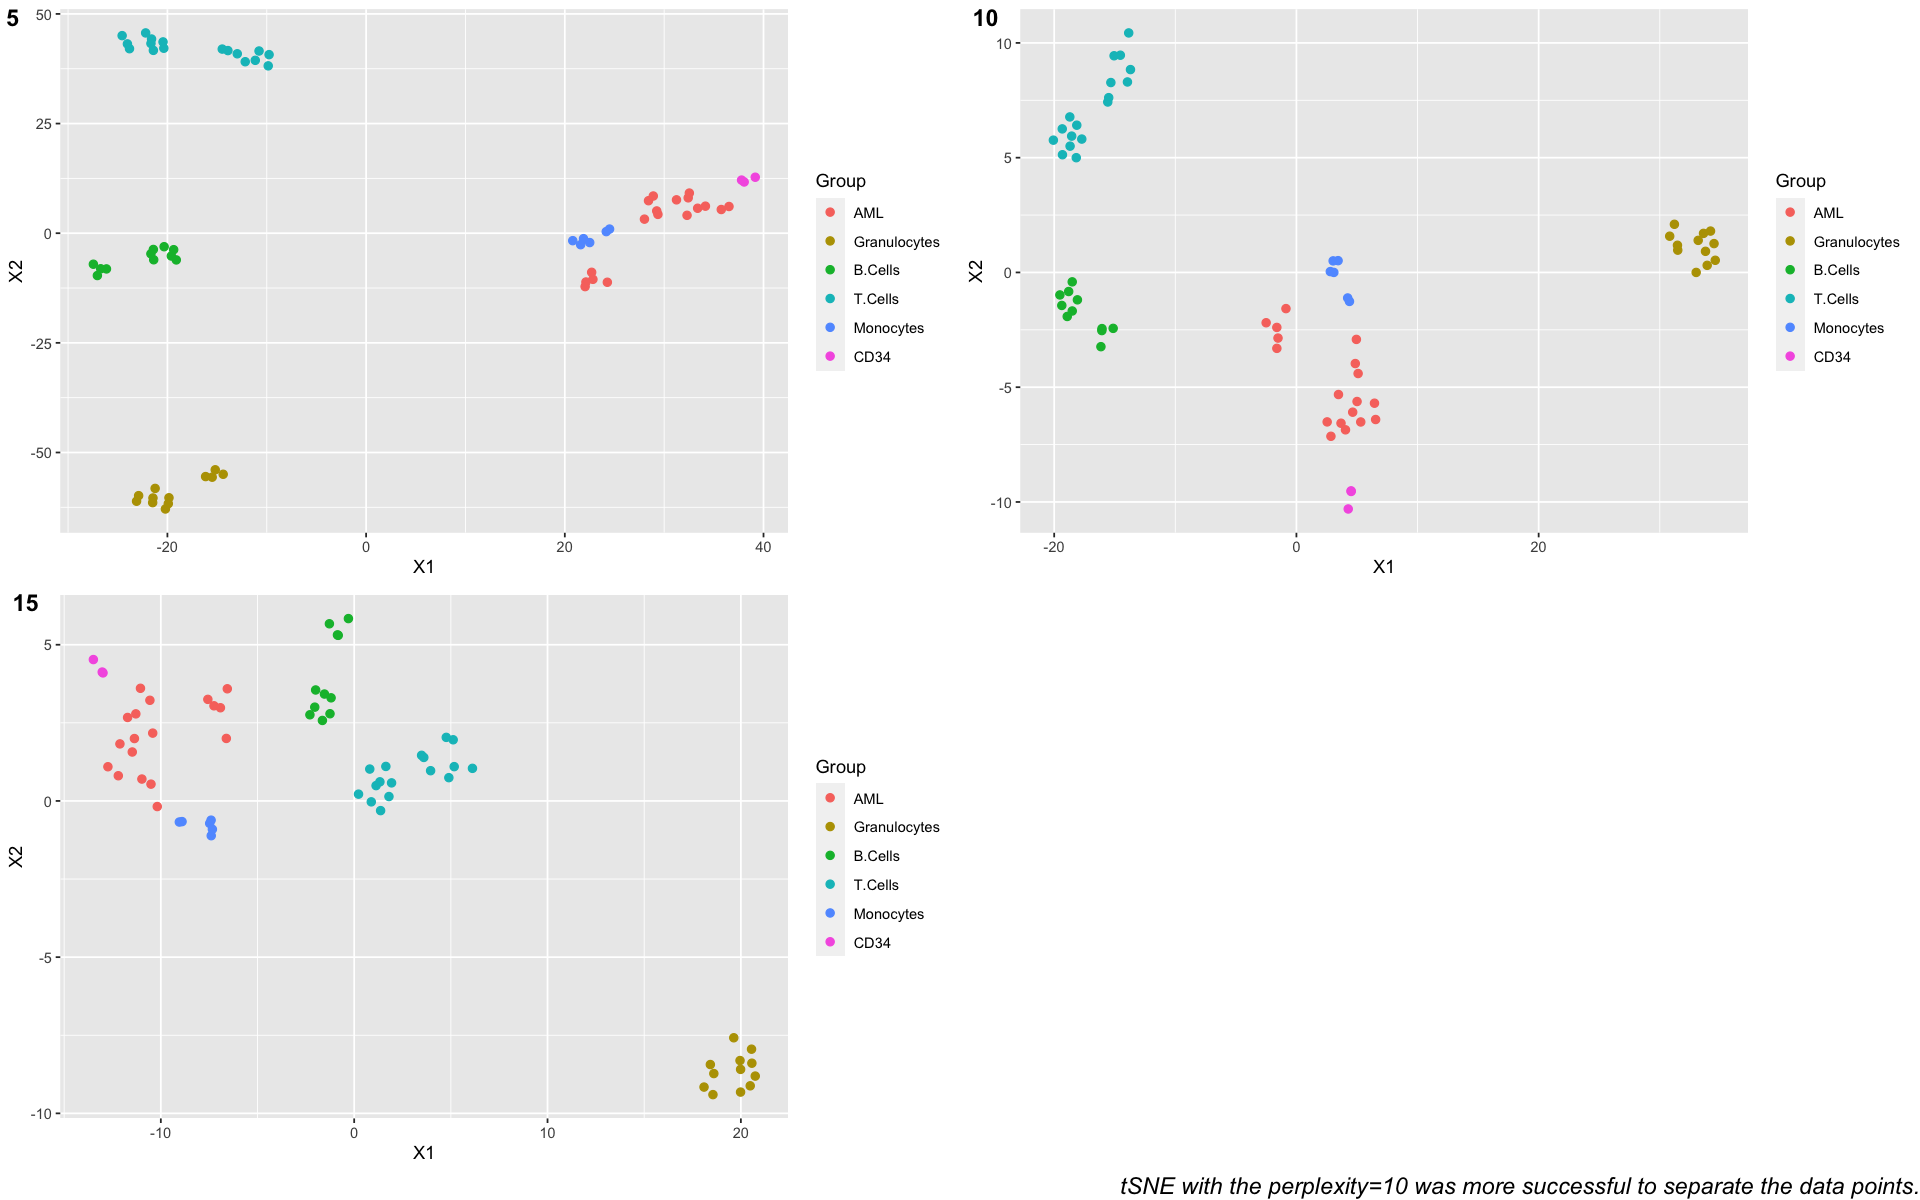 5
50
25
0
-25
-50
X2
-20 0 20 40
X1
Group
AML
Granulocytes
B.Cells
T.Cells
Monocytes
CD34
10
10
5
0
-5
-10
X2
-20 0 20
X1
Group
AML
Granulocytes
B.Cells
T.Cells
Monocytes
CD34
15
5
0
-5
-10
X2
-10 0 10 20
X1
Group
AML
Granulocytes
B.Cells
T.Cells
Monocytes
CD34
tSNE with the perplexity=10 was more successful to separate the data points.